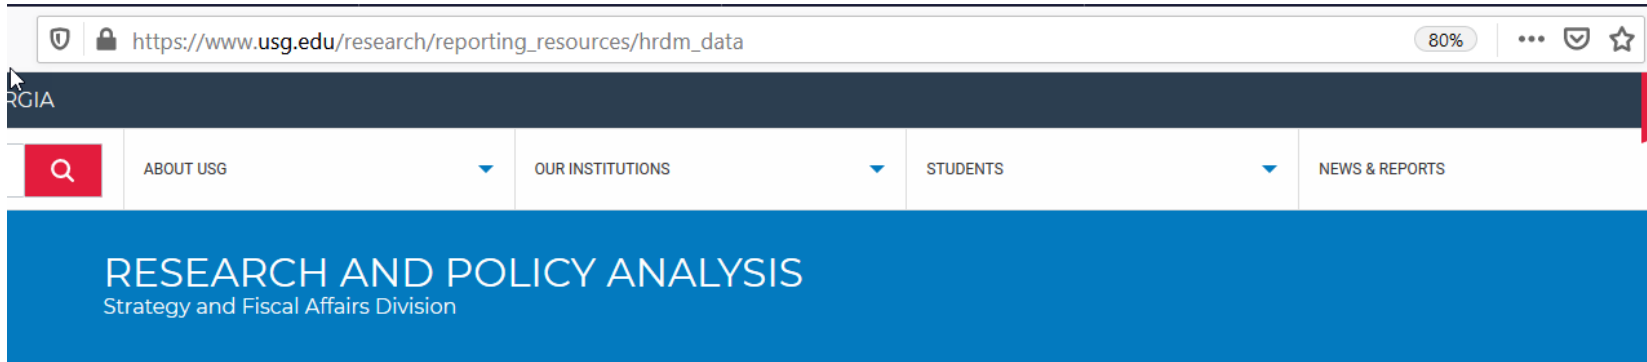 https://www.usg.edu/research/reporting_resources/hrdm_data 80%
RGIA
ABOUT USG OUR INSTITUTIONS STUDENTS NEWS & REPORTS
RESEARCH AND POLICY ANALYSIS
Strategy and Fiscal Affairs Division